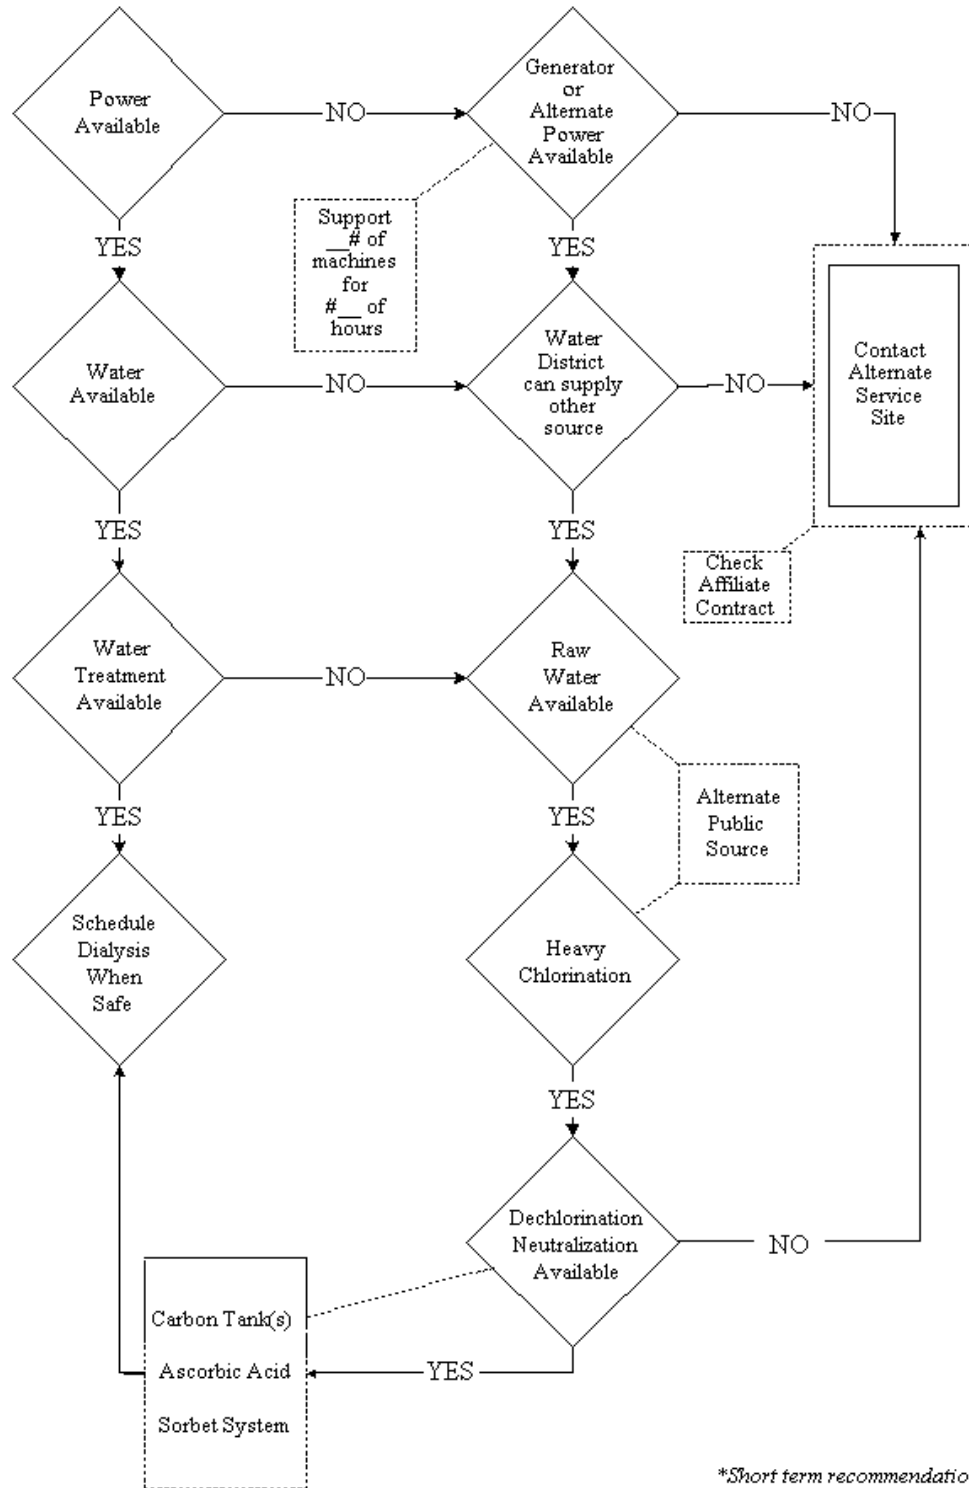 Power
Available
NO
Generator
or
Alternate
Power
Available
NO
YES
Support
__# of
machines
for
#__ of
hours
YES
Water
Available
NO
Water
District
can supply
other
source
NO
Contact
Alternate
Service
Site
YES
YES
Check
Affiliate
Contract
Water
Treatment
Available
NO
Raw
Water
Available
YES
YES
Alternate
Public
Source
Schedule
Dialysis
When
Safe
Heavy
Chlorination
YES
Dechlorination
Neutralization
Available
NO
Carbon Tank(s)
Ascorbic Acid
Sorbet System
YES
*Short term recommendatio